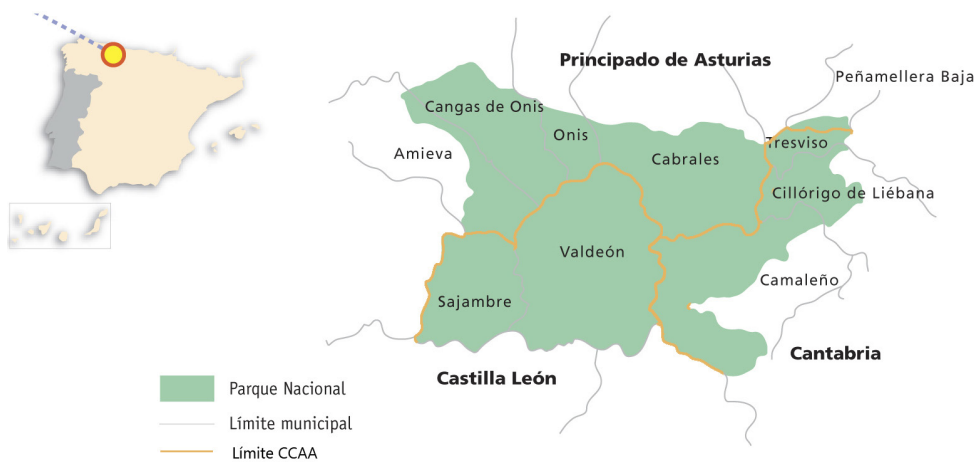 Principado de Asturias
Peñamellera Baja
Cangas de Onis
Onis
Tresviso
Amieva
Cabrales
Cillórigo de Liébana
Valdeón
Camaleño
Sajambre
Cantabria
Castilla León
Parque Nacional
Límite municipal
Límite CCAA